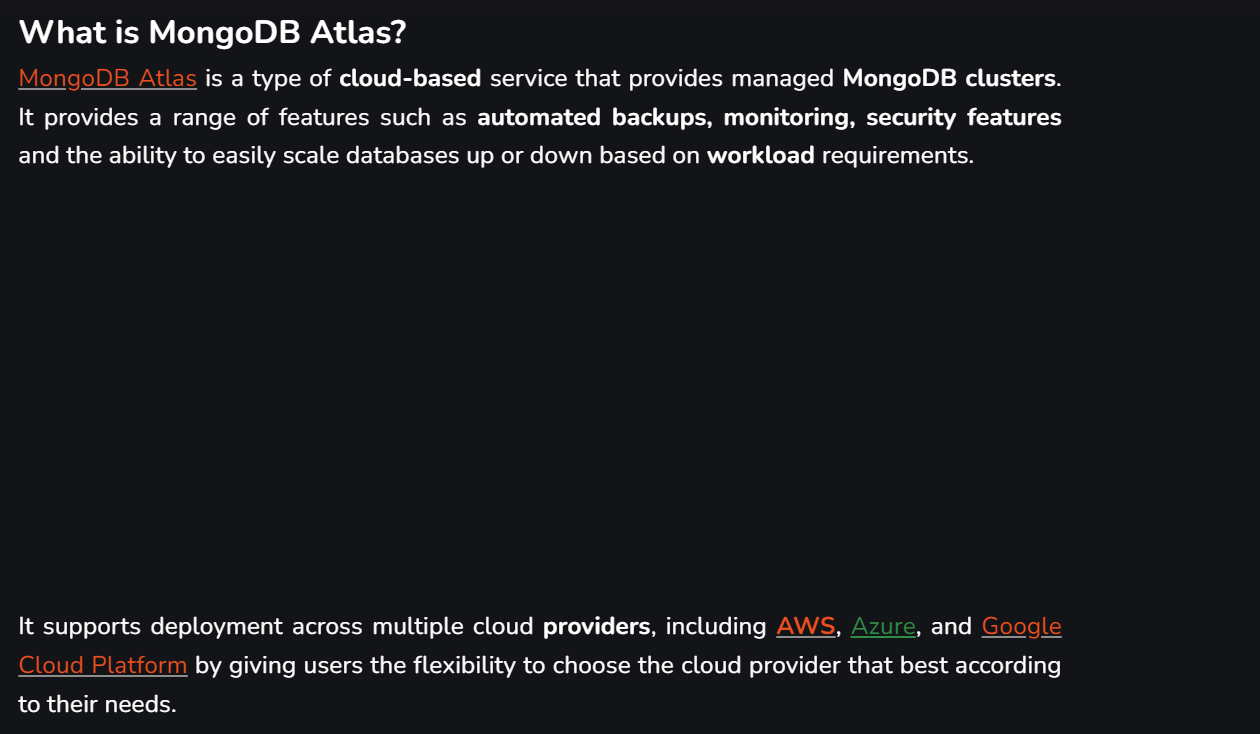 What is MongoDB Atlas?
MongoDB Atlas is a type of cloud-based service that provides managed MongoDB clusters.
It provides a range of features such as automated backups, monitoring, security features
and the ability to easily scale databases up or down based on workload requirements.
It supports deployment across multiple cloud providers, including AWS, Azure, and Google
Cloud Platform by giving users the flexibility to choose the cloud provider that best according
to their needs.